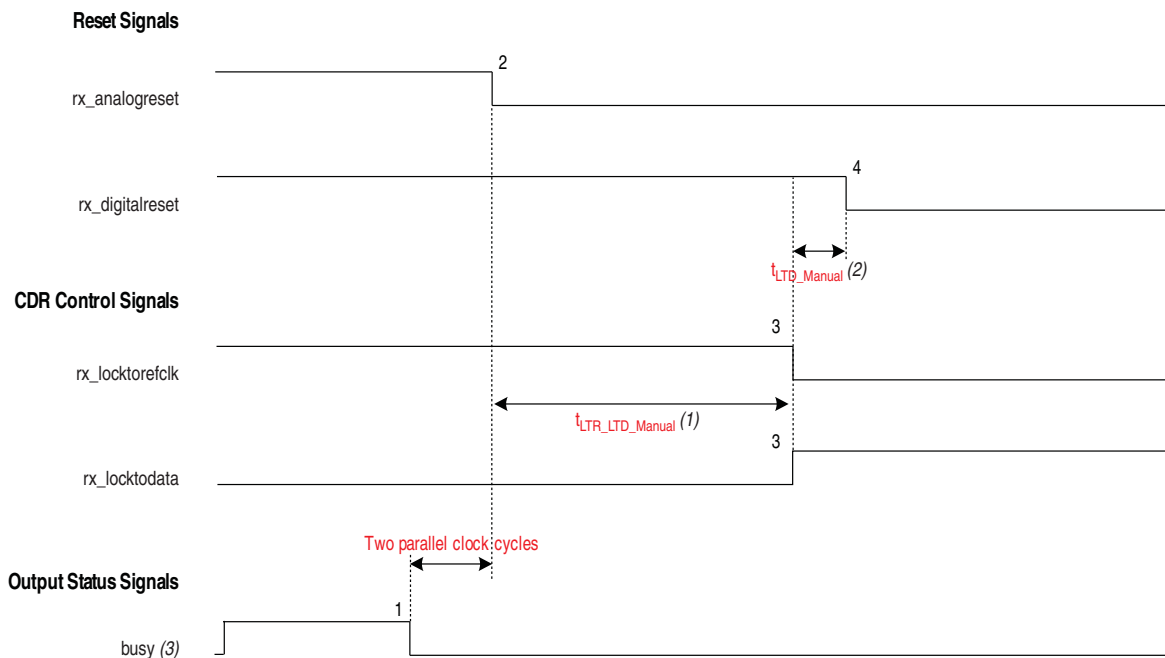 Reset Signals
2
rx_analogreset
4
rx_digitalreset
tLTD_Manual (2)
CDR Control Signals
3
rx_locktorefclk
tLTR_LTD_Manual (1)
3
rx_locktodata
Two parallel clock cycles
Output Status Signals
1
busy (3)